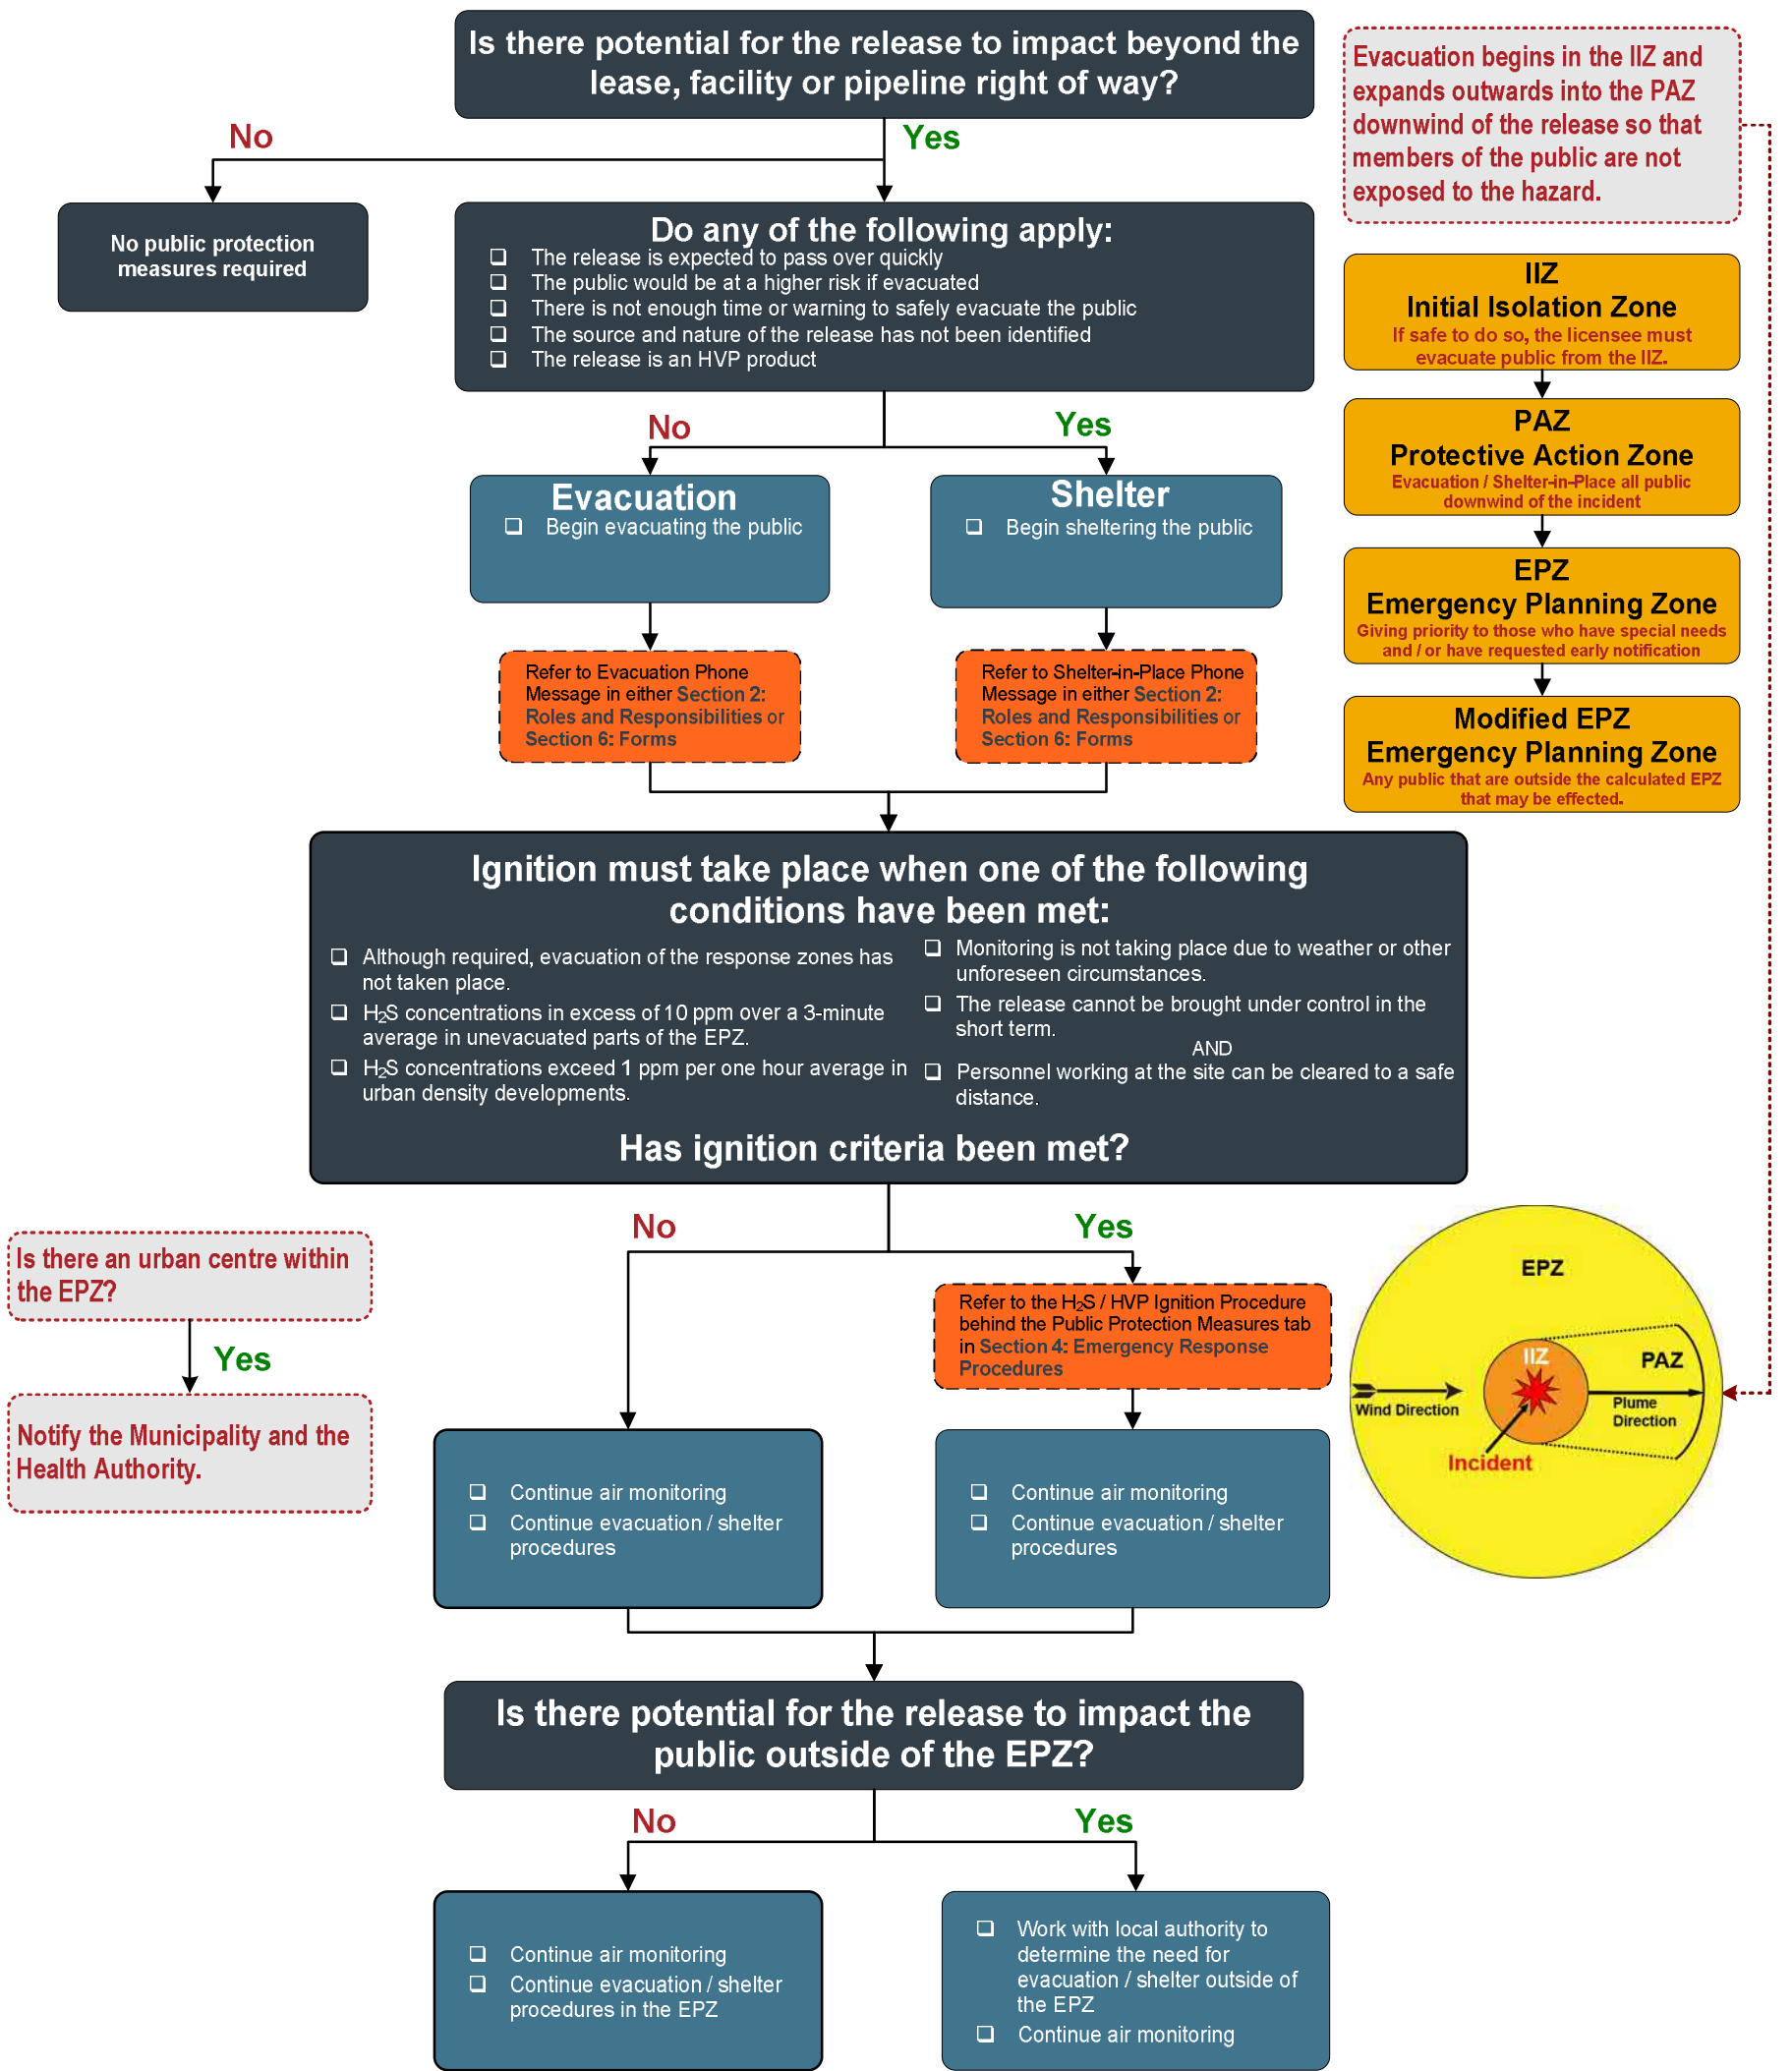 Is there potential for the release to impact beyond the
lease, facility or pipeline right of way?
Evacuation begins in the IIZ and
expands outwards into the PAZ
downwind of the release so that
members of the public are not
exposed to the hazard.
No
Yes
No public protection
measures required
Do any of the following apply:
❑ The release is expected to pass over quickly
❑ The public would be at a higher risk if evacuated
❑ There is not enough time or warning to safely evacuate the public
❑ The source and nature of the release has not been identified
❑ The release is an HVP product
IIZ
Initial Isolation Zone
If safe to do so, the licensee must
evacuate public from the IIZ.
PAZ
Protective Action Zone
Evacuation / Shelter-in-Place all public
downwind of the incident
EPZ
Emergency Planning Zone
Giving priority to those who have special needs
and / or have requested early notification
Modified EPZ
Emergency Planning Zone
Any public that are outside the calculated EPZ
that may be effected.
No
Yes
Evacuation
❑ Begin evacuating the public
Shelter
❑ Begin sheltering the public
Refer to Evacuation Phone
Message in either Section 2:
Roles and Responsibilities or
Section 6: Forms
Refer to Shelter-in-Place Phone
Message in either Section 2:
Roles and Responsibilities or
Section 6: Forms
Ignition must take place when one of the following
conditions have been met:
❑ Although required, evacuation of the response zones has
not taken place.
❑ H₂S concentrations in excess of 10 ppm over a 3-minute
average in unevacuated parts of the EPZ.
❑ H₂S concentrations exceed 1 ppm per one hour average in
urban density developments.
❑ Monitoring is not taking place due to weather or other
unforeseen circumstances.
❑ The release cannot be brought under control in the
short term.
AND
❑ Personnel working at the site can be cleared to a safe
distance.
Has ignition criteria been met?
No
Yes
Is there an urban centre within
the EPZ?
Yes
Notify the Municipality and the
Health Authority.
Refer to the H₂S / HVP Ignition Procedure
behind the Public Protection Measures tab
in Section 4: Emergency Response
Procedures
EPZ
IIZ
PAZ
Wind Direction
Plume
Direction
Incident
❑ Continue air monitoring
❑ Continue evacuation / shelter
procedures
❑ Continue air monitoring
❑ Continue evacuation / shelter
procedures
Is there potential for the release to impact the
public outside of the EPZ?
No
Yes
❑ Continue air monitoring
❑ Continue evacuation / shelter
procedures in the EPZ
❑ Work with local authority to
determine the need for
evacuation / shelter outside of
the EPZ
❑ Continue air monitoring